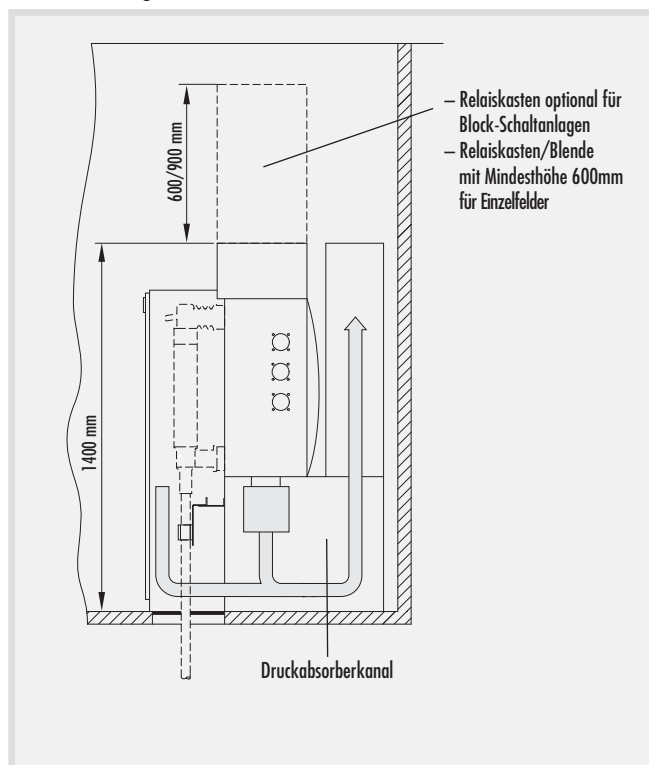 – Relaiskasten optional für
Block-Schaltanlagen
– Relaiskasten/Blende
mit Mindesthöhe 600mm
für Einzelfelder
600/900 mm
1400 mm
Druckabsorberkanal